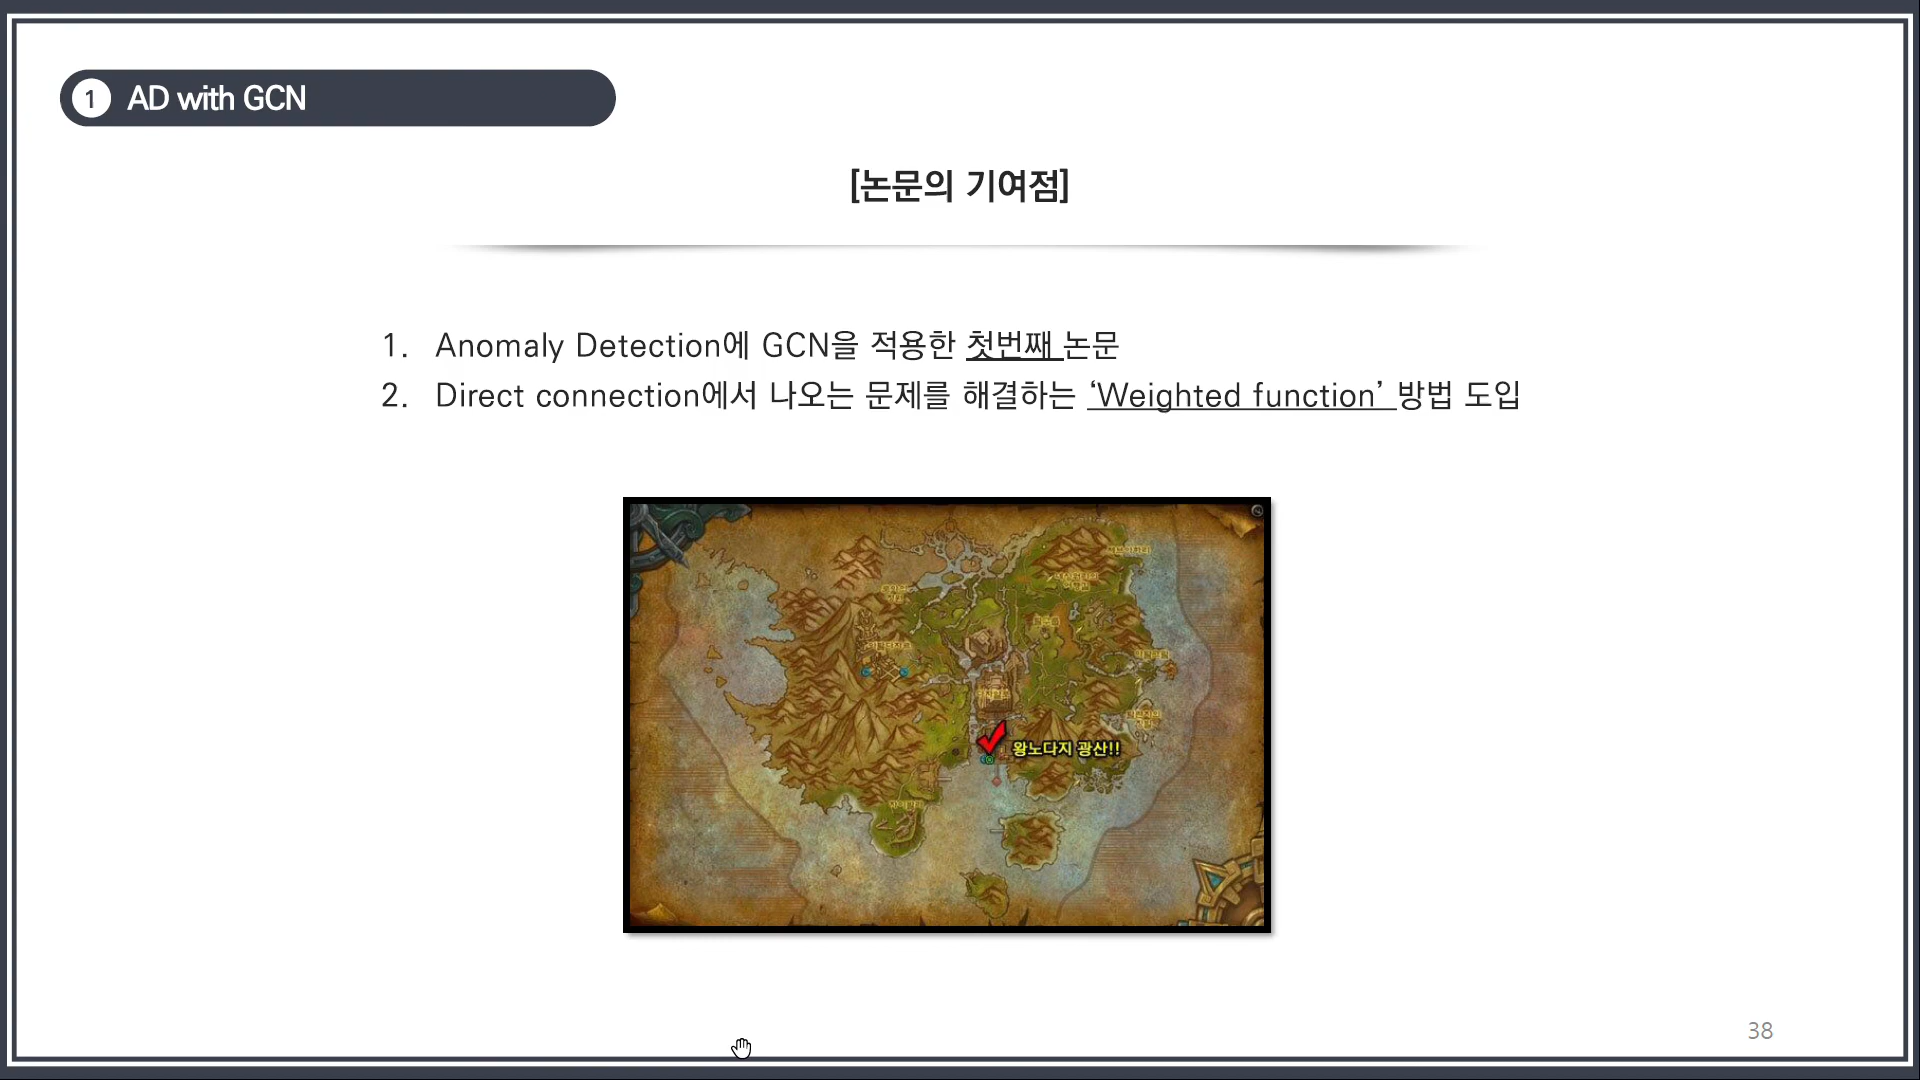 1 AD with GCN
[논문의 기여점]
1. Anomaly Detection에 GCN을 적용한 첫번째 논문
2. Direct connection에서 나오는 문제를 해결하는 ‘Weighted function’ 방법 도입
왕노다지 광산!!
38